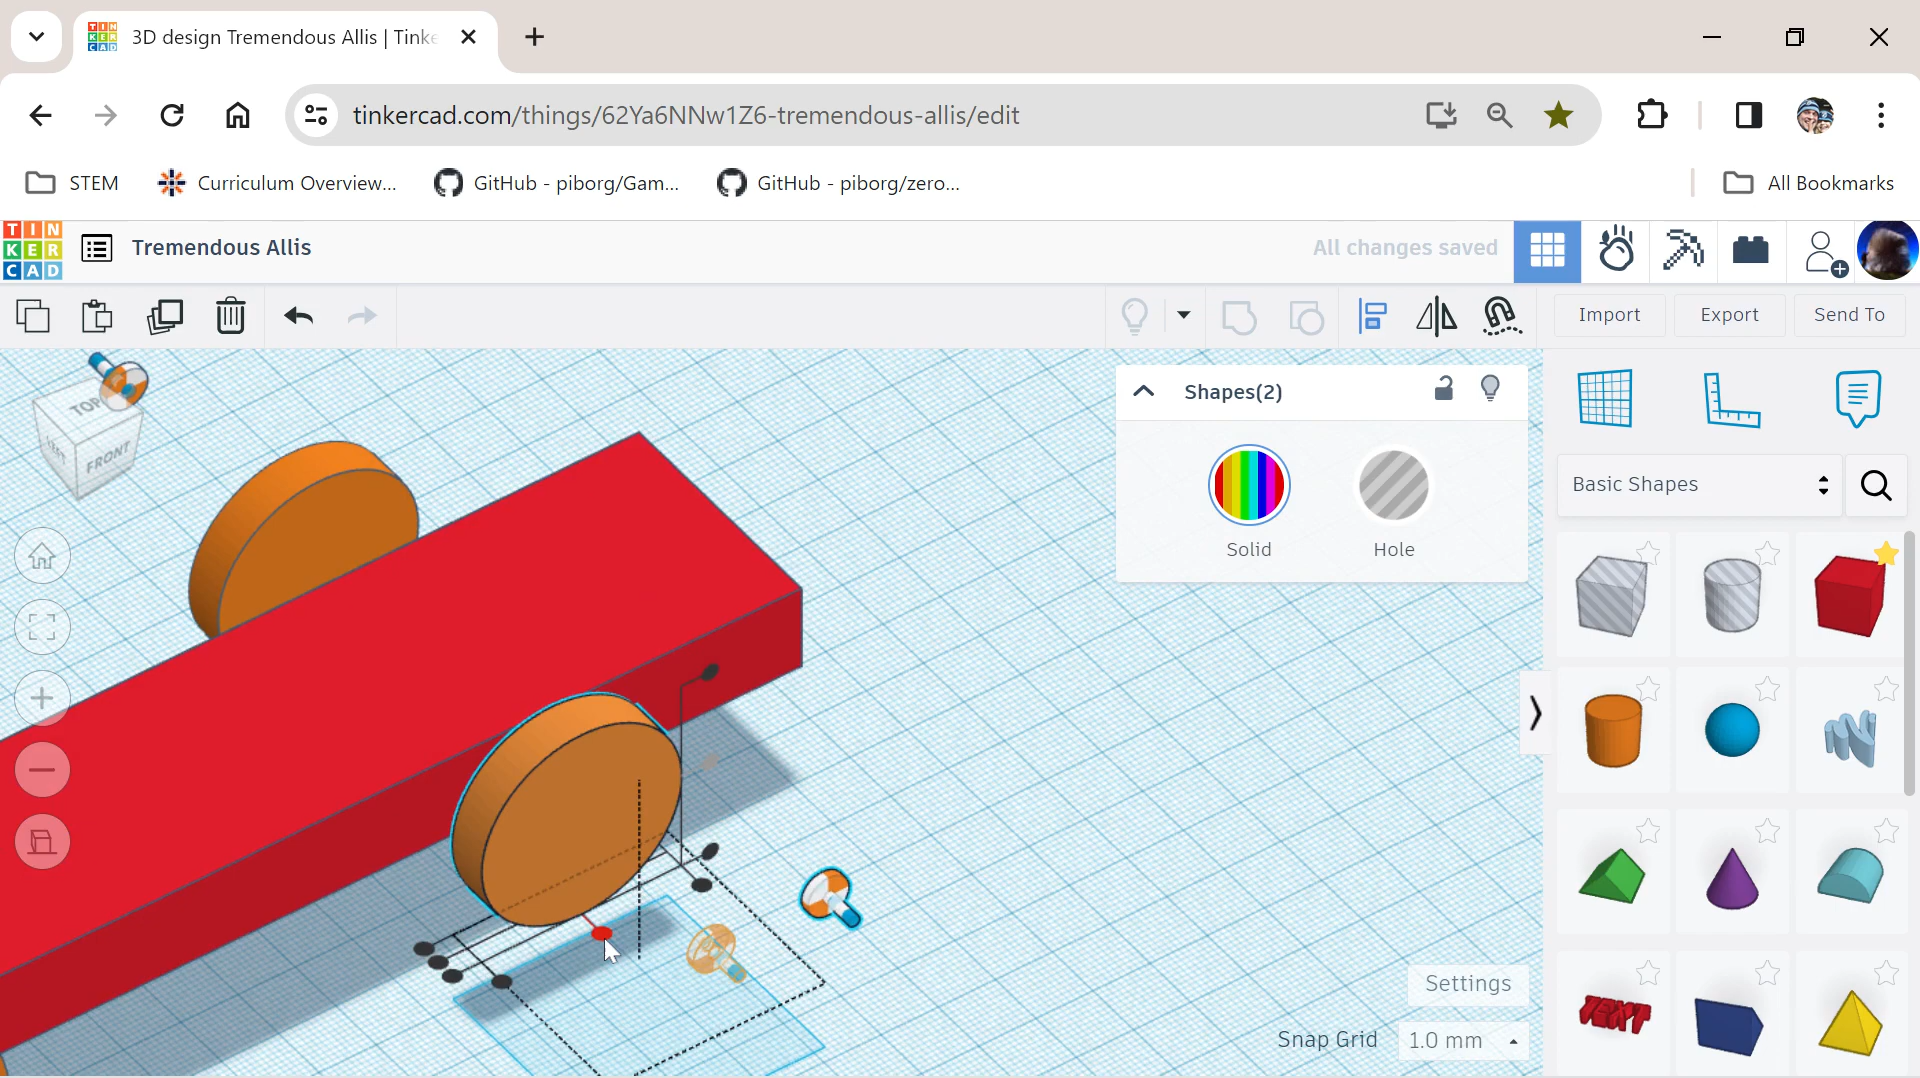 3D design Tremendous Allis | Tinke
tinkercad.com/things/62Ya6NNw1Z6-tremendous-allis/edit
STEM
Curriculum Overview...
GitHub - piborg/Gam...
GitHub - piborg/zero...
All Bookmarks
TIN
KER
CAD
Tremendous Allis
All changes saved
Import
Export
Send To
TOP
LEFT
FRONT
Shapes(2)
Solid
Hole
Basic Shapes
TEXT
Settings
Snap Grid
1.0 mm